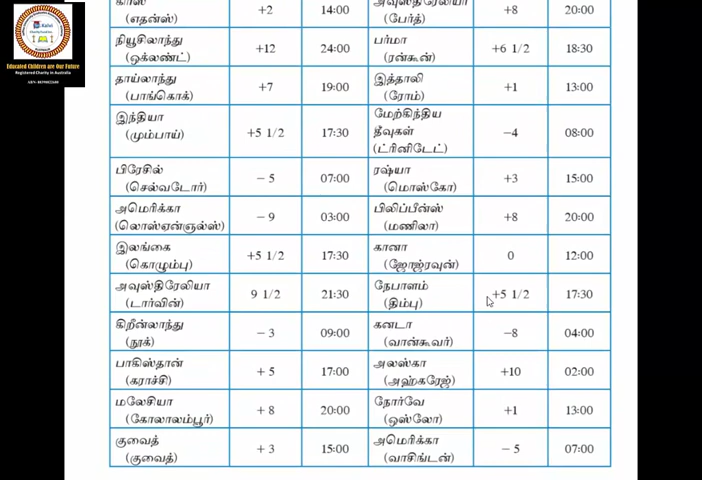 Educated Children are Our Future
Registered Charity in Australia
+2 14:00
(எதன்ஸ்)
(பேர்த்) +8 20:00
நியூசிலாந்து
(ஒக்லண்ட்) +12 24:00
பர்மா
(ரன்கூன்) +6 1/2 18:30
தாய்லாந்து
(பாங்கொக்) +7 19:00
இத்தாலி
(ரோம்) +1 13:00
இந்தியா
(மும்பாய்) +5 1/2 17:30
மேற்கிந்திய
தீவுகள்
(ட்ரினிடேட்) −4 08:00
பிரேசில்
(செல்வடோர்) − 5 07:00
ரஷ்யா
(மொஸ்கோ) +3 15:00
அமெரிக்கா
(லொஸ்ஏன்ஞல்ஸ்) − 9 03:00
பிலிப்பீன்ஸ்
(மணிலா) +8 20:00
இலங்கை
(கொழும்பு) +5 1/2 17:30
கானா
(ஜோஜ்ரவுன்) 0 12:00
அவுஸ்திரேலியா
(டார்வின்) 9 1/2 21:30
நேபாளம்
(திம்பு) +5 1/2 17:30
கிறீன்லாந்து
(நூக்) − 3 09:00
கனடா
(வான்கூவர்) −8 04:00
பாகிஸ்தான்
(கராச்சி) + 5 17:00
அலஸ்கா
(அஹ்கரேஜ்) +10 02:00
மலேசியா
(கோலாலம்பூர்) + 8 20:00
நோர்வே
(ஒஸ்லோ) +1 13:00
குவைத்
(குவைத்) + 3 15:00
அமெரிக்கா
(வாசிங்டன்) − 5 07:00